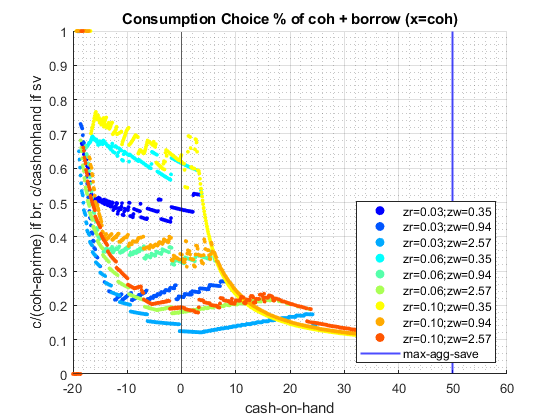 Consumption Choice % of coh + borrow (x=coh)
c/(coh-aprime) if br, c/cashonhand if sv
1
0.9
0.8
0.7
0.6
0.5
0.4
0.3
0.2
0.1
0
-20
-10
0
10
20
30
40
50
60
cash-on-hand
zr=0.03;zw=0.35
zr=0.03;zw=0.94
zr=0.03;zw=2.57
zr=0.06;zw=0.35
zr=0.06;zw=0.94
zr=0.06;zw=2.57
zr=0.10;zw=0.35
zr=0.10;zw=0.94
zr=0.10;zw=2.57
max-agg-save